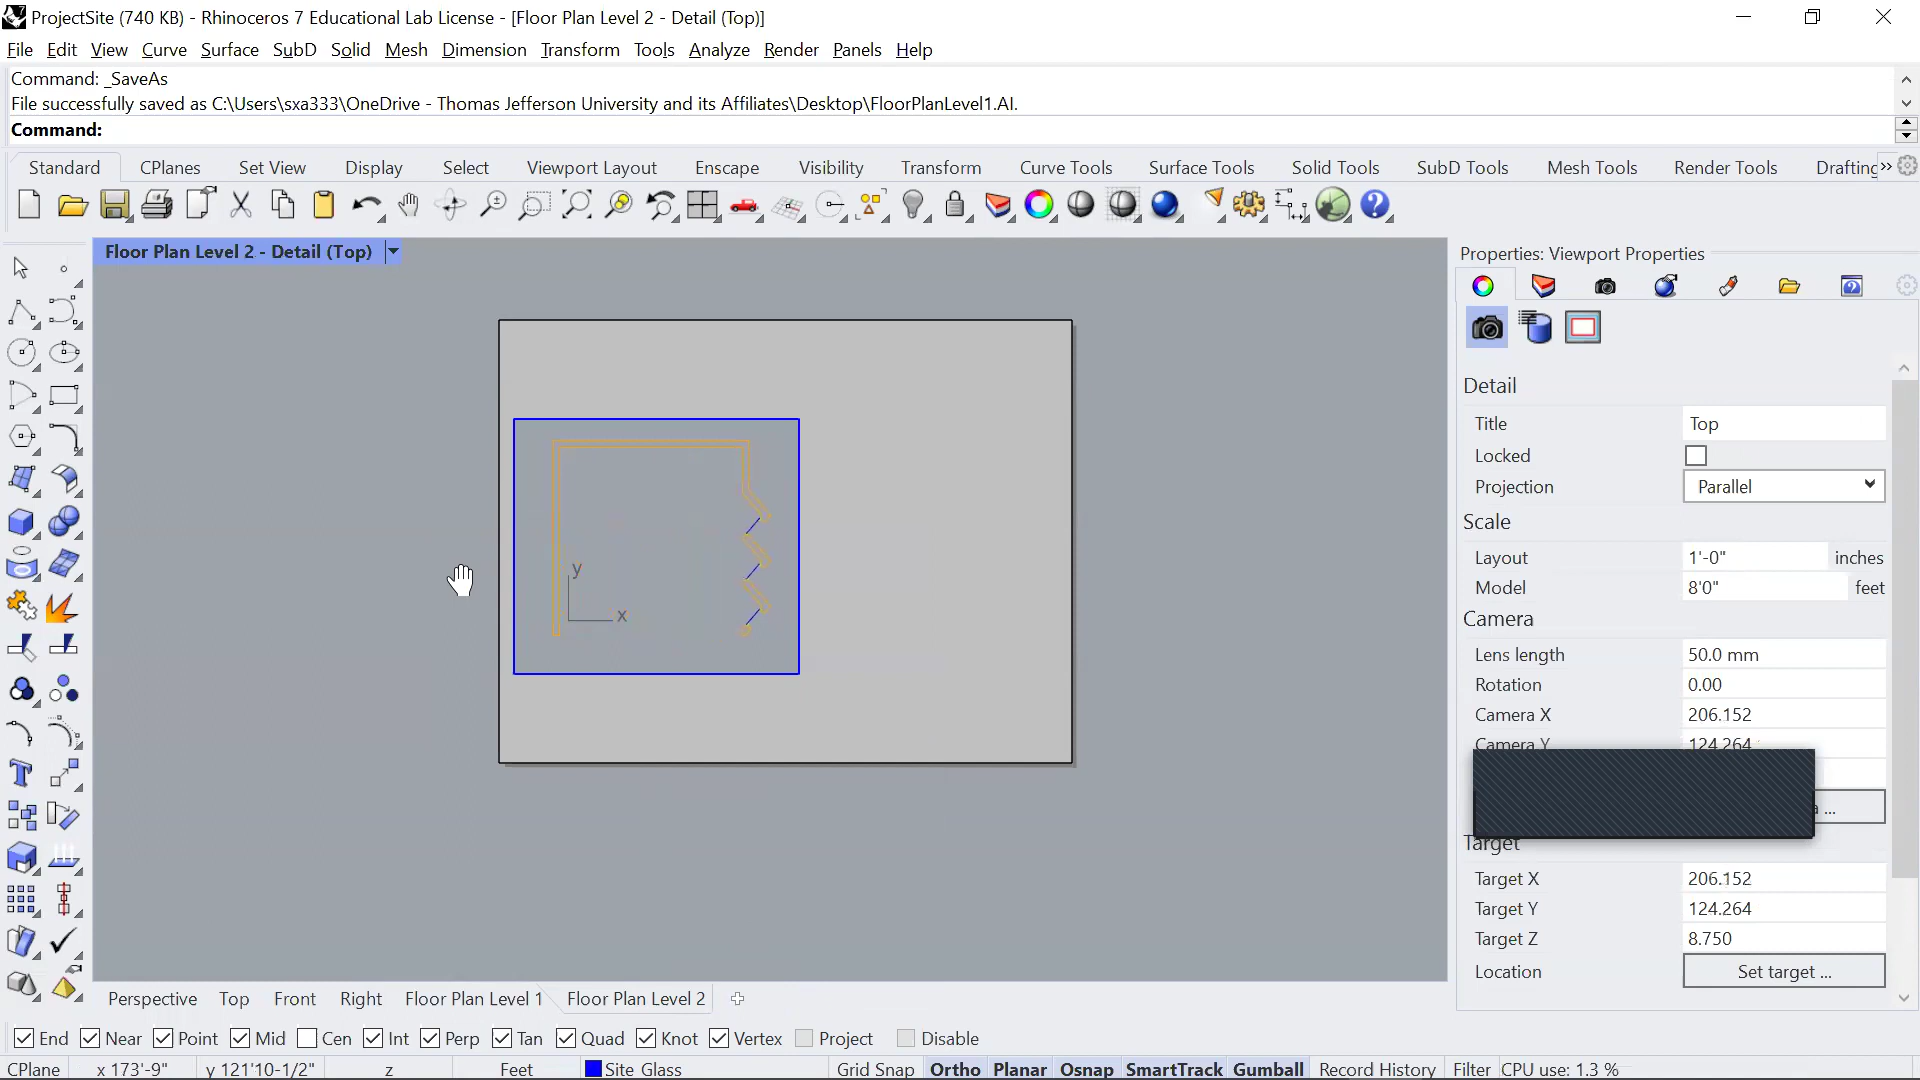 ProjectSite (740 KB) - Rhinoceros 7 Educational Lab License - [Floor Plan Level 2 - Detail (Top)]
File Edit View Curve Surface SubD Solid Mesh Dimension Transform Tools Analyze Render Panels Help
Command: _SaveAs
File successfully saved as C:\Users\sxa333\OneDrive - Thomas Jefferson University and its Affiliates\Desktop\FloorPlanLevel1.AI.
Command:
Standard CPlanes Set View Display Select Viewport Layout Enscape Visibility Transform Curve Tools Surface Tools Solid Tools SubD Tools Mesh Tools Render Tools Drafting
Floor Plan Level 2 - Detail (Top)
y
x
Properties: Viewport Properties
Detail
Title Top
Locked
Projection Parallel
Scale
Layout 1'-0" inches
Model 8'0" feet
Camera
Lens length 50.0 mm
Rotation 0.00
Camera X 206.152
Camera Y 124.264
...
Target
Target X 206.152
Target Y 124.264
Target Z 8.750
Location Set target ...
Perspective Top Front Right Floor Plan Level 1 Floor Plan Level 2
End Near Point Mid Cen Int Perp Tan Quad Knot Vertex Project Disable
CPlane x 173'-9" y 121'10-1/2" z Feet Site Glass Grid Snap Ortho Planar Osnap SmartTrack Gumball Record History Filter CPU use: 1.3 %